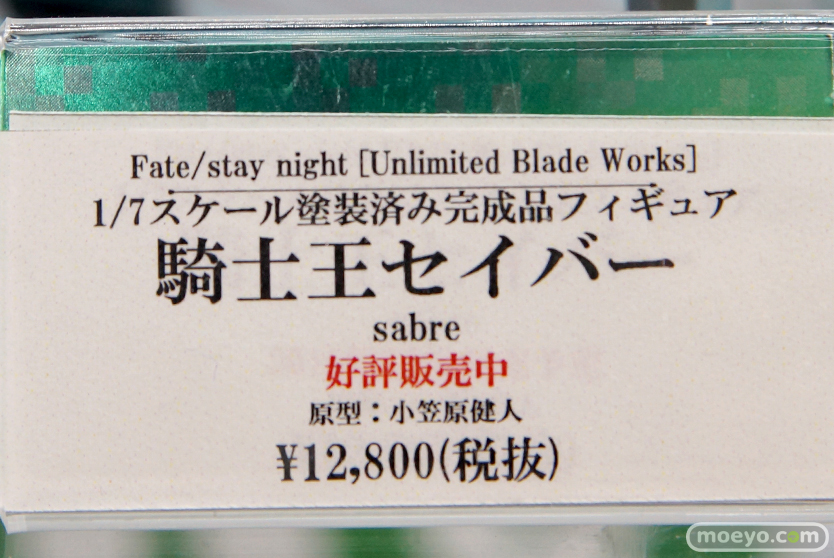 Fate/stay night [Unlimited Blade Works]
1/7スケール塗装済み完成品フィギュア
騎士王セイバー
sabre
好評販売中
原型：小笠原健人
¥12,800(税抜)
moeyo.com